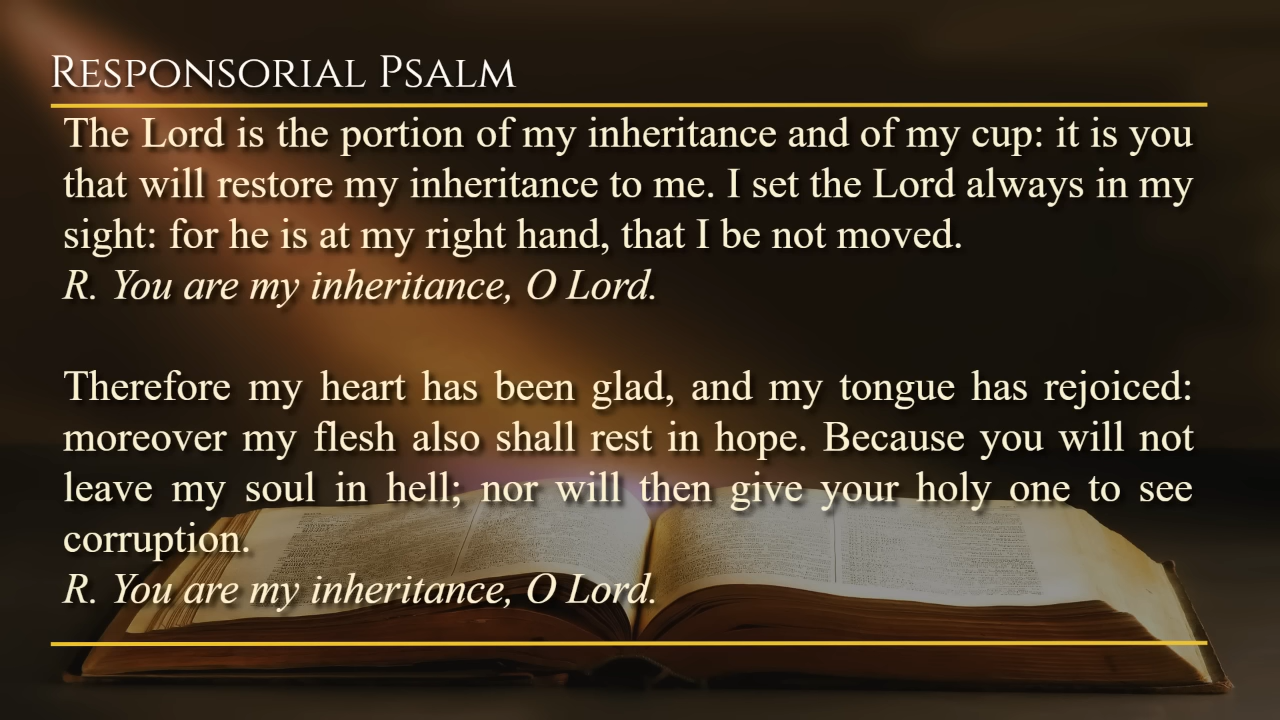 Responsorial Psalm
The Lord is the portion of my inheritance and of my cup: it is you
that will restore my inheritance to me. I set the Lord always in my
sight: for he is at my right hand, that I be not moved.
R. You are my inheritance, O Lord.
Therefore my heart has been glad, and my tongue has rejoiced:
moreover my flesh also shall rest in hope. Because you will not
leave my soul in hell; nor will then give your holy one to see
corruption.
R. You are my inheritance, O Lord.